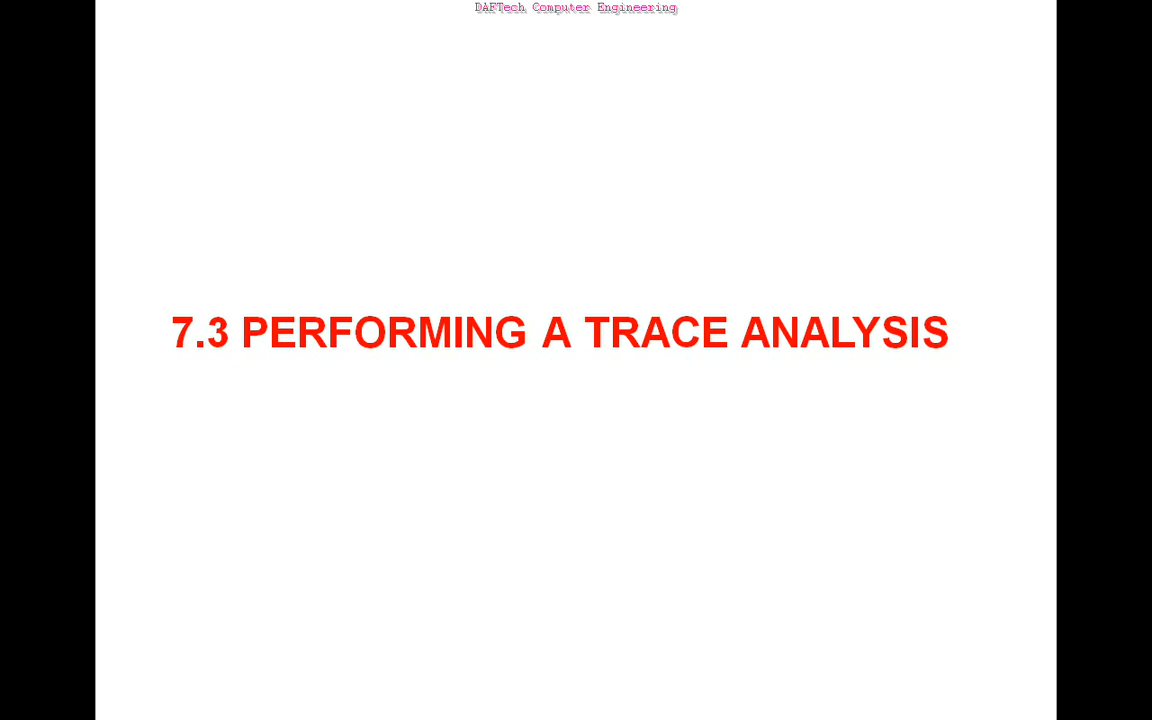 DAFTech Computer Engineering
7.3 PERFORMING A TRACE ANALYSIS